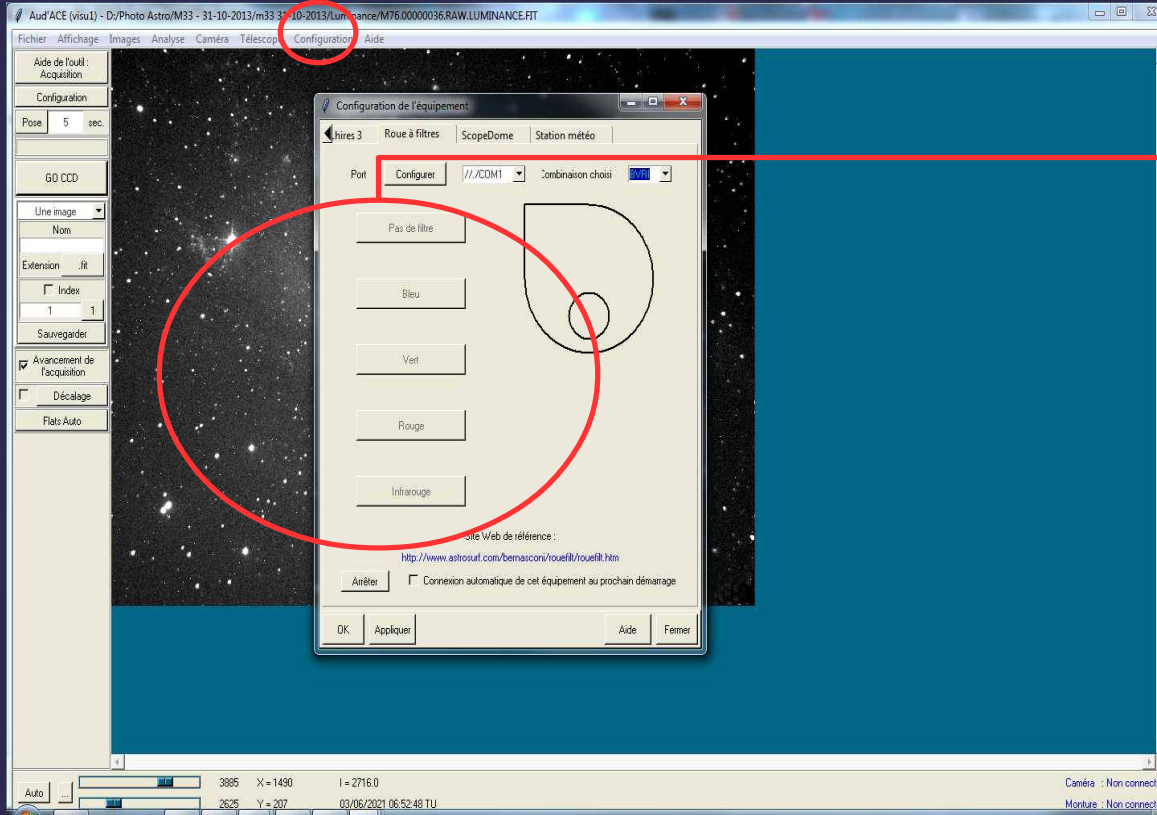 Aud'ACE (visu1) - D:/Photo Astro/M33 - 31-10-2013/m33 31-10-2013/Luminance/M76.00000036.RAW.LUMINANCE.FIT
Fichier Affichage Images Analyse Caméra Télescope Configuration Aide
Aide de l'outil :
Acquisition
Configuration
Pose 5 sec.
GO CCD
Une image
Nom
Extension .fit
Index
1 1
Sauvegarder
Avancement de
l'acquisition
Décalage
Flats Auto
Configuration de l'équipement
hires 3 Roue à filtres ScopeDome Station météo
Port Configurer //./COM1 Combinaison choisi BVRI
Pas de filtre
Bleu
Vert
Rouge
Infrarouge
Site Web de référence :
http://www.astrosurf.com/bernasconi/rouefilt/rouefilt.htm
Arrêter Connexion automatique de cet équipement au prochain démarrage
OK Appliquer Aide Fermer
Auto ... 3885 X = 1490 I = 2716.0 Caméra : Non connect
2625 Y = 207 03/06/2021 06:52:48 TU Monture : Non connect